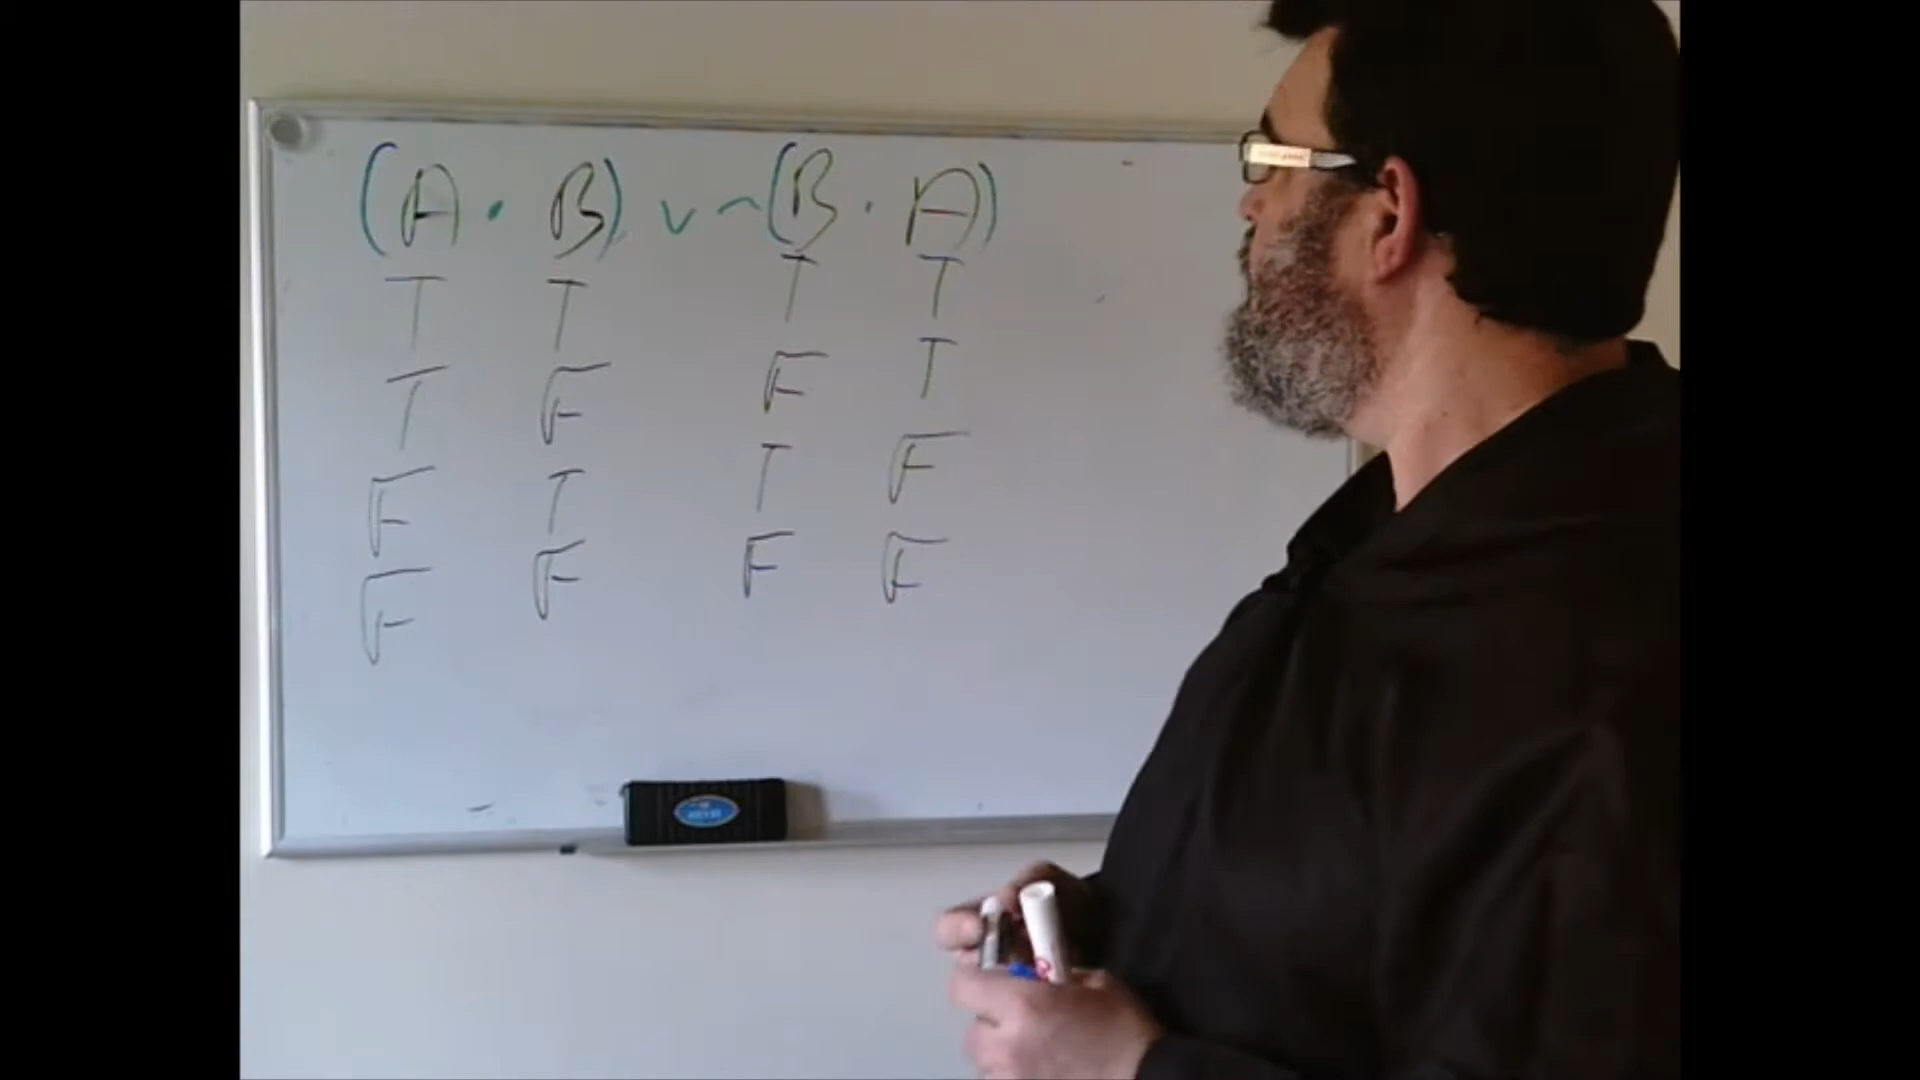 (A · B) v ~(B · A)
T T T T
T F F T
F T T F
F F F F